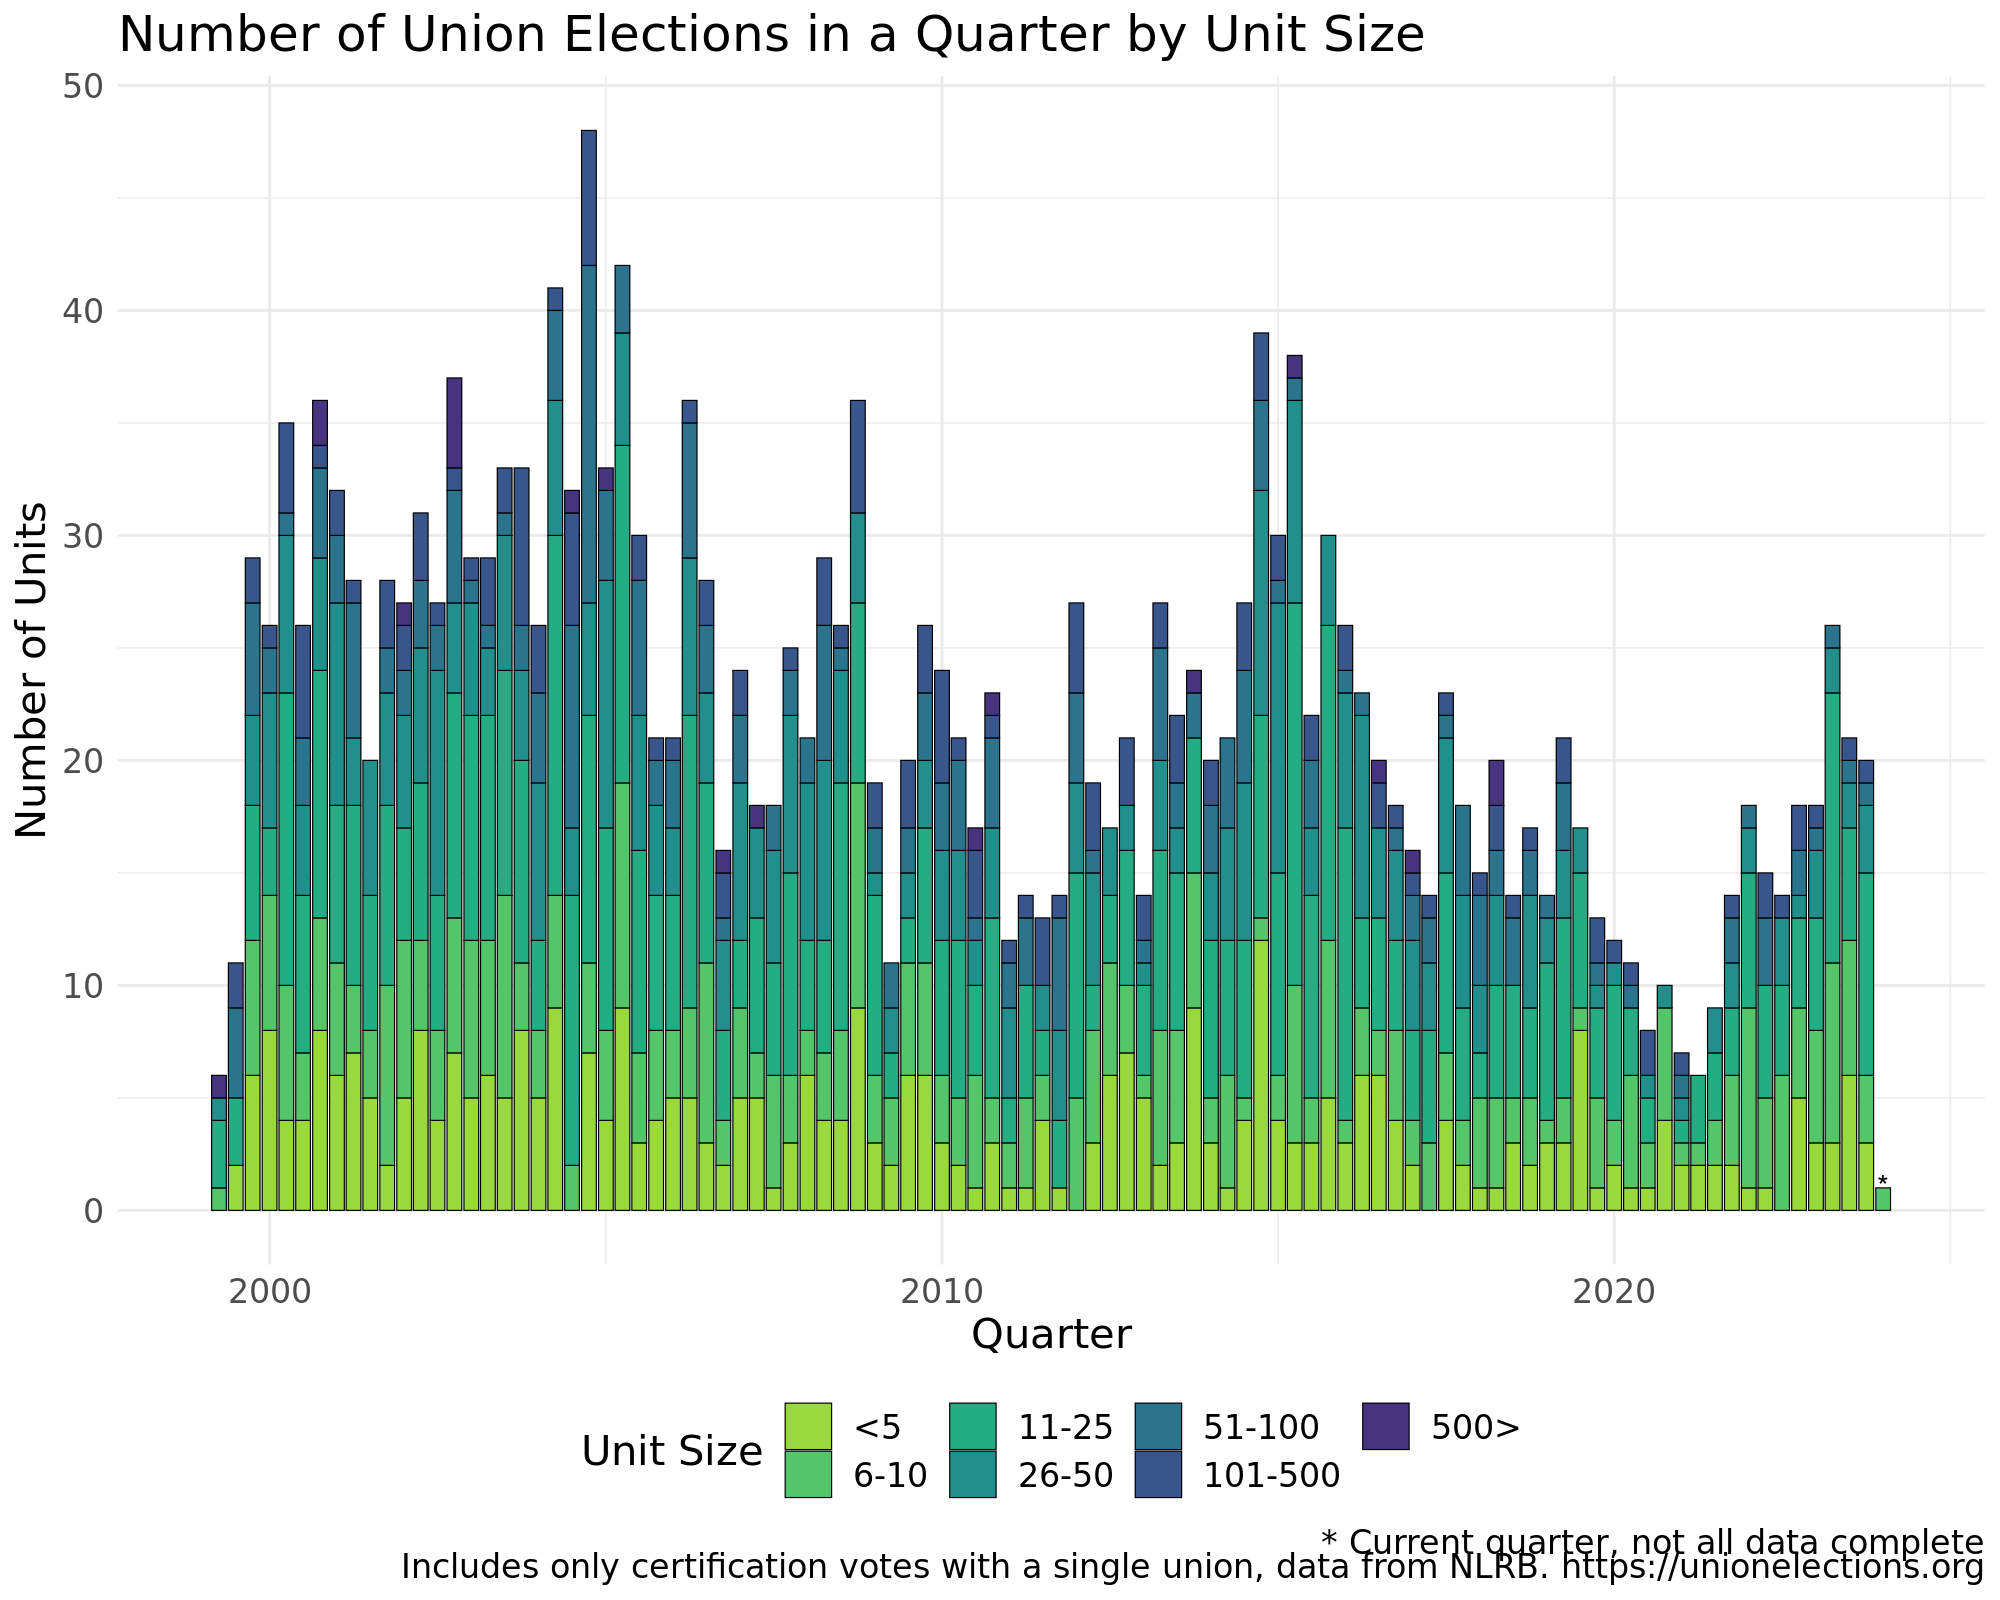 Number of Union Elections in a Quarter by Unit Size
50
40
30
20
10
0
Number of Units
*
2000 2010 2020
Quarter
Unit Size
<5 11-25 51-100 500>
6-10 26-50 101-500
* Current quarter, not all data complete
Includes only certification votes with a single union, data from NLRB. https://unionelections.org